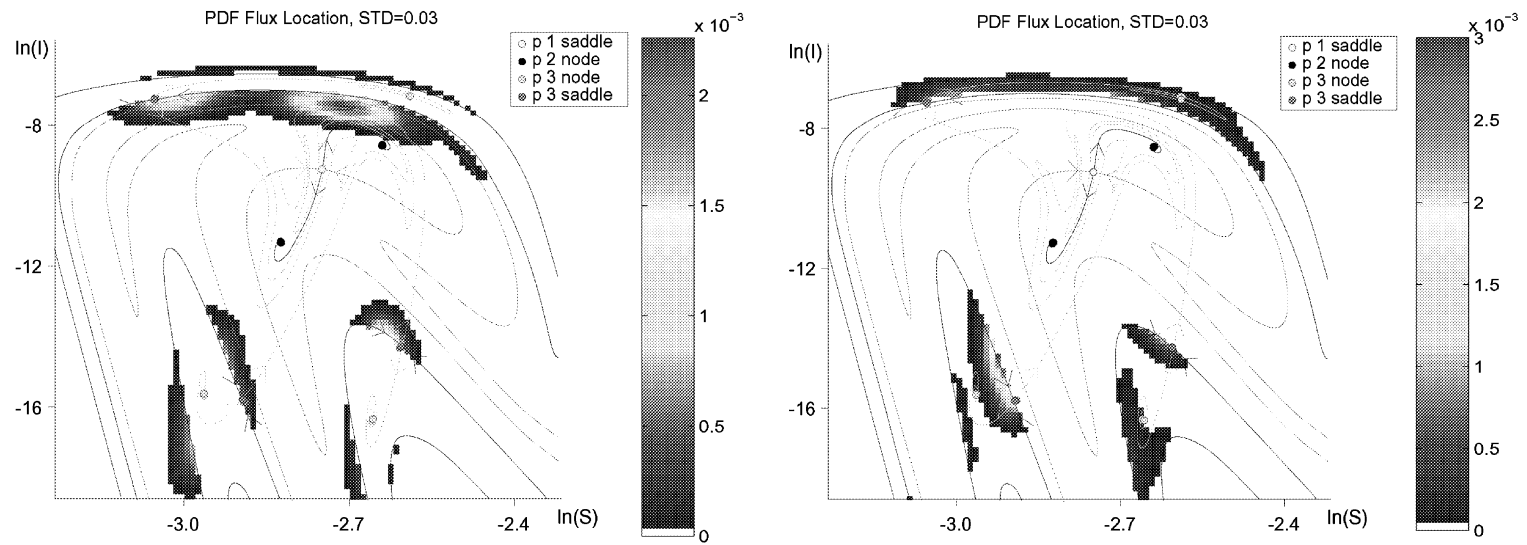 PDF Flux Location, STD=0.03
ln(I)
p 1 saddle
p 2 node
p 3 node
p 3 saddle
-8
-12
-16
-3.0
-2.7
-2.4
ln(S)
x 10⁻³
2
1.5
1
0.5
0
PDF Flux Location, STD=0.03
ln(I)
p 1 saddle
p 2 node
p 3 node
p 3 saddle
-8
-12
-16
-3.0
-2.7
-2.4
ln(S)
x 10⁻³
3
2.5
2
1.5
1
0.5
0